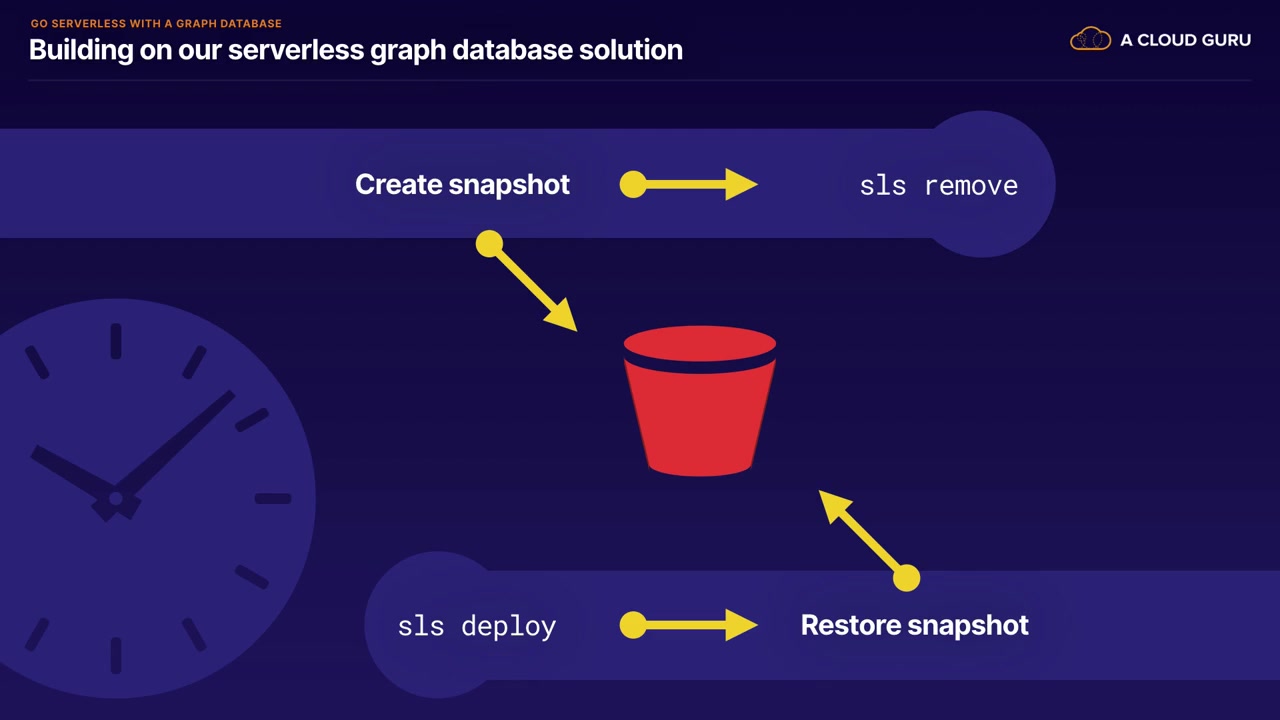 GO SERVERLESS WITH A GRAPH DATABASE
Building on our serverless graph database solution
A CLOUD GURU
Create snapshot
sls remove
sls deploy
Restore snapshot